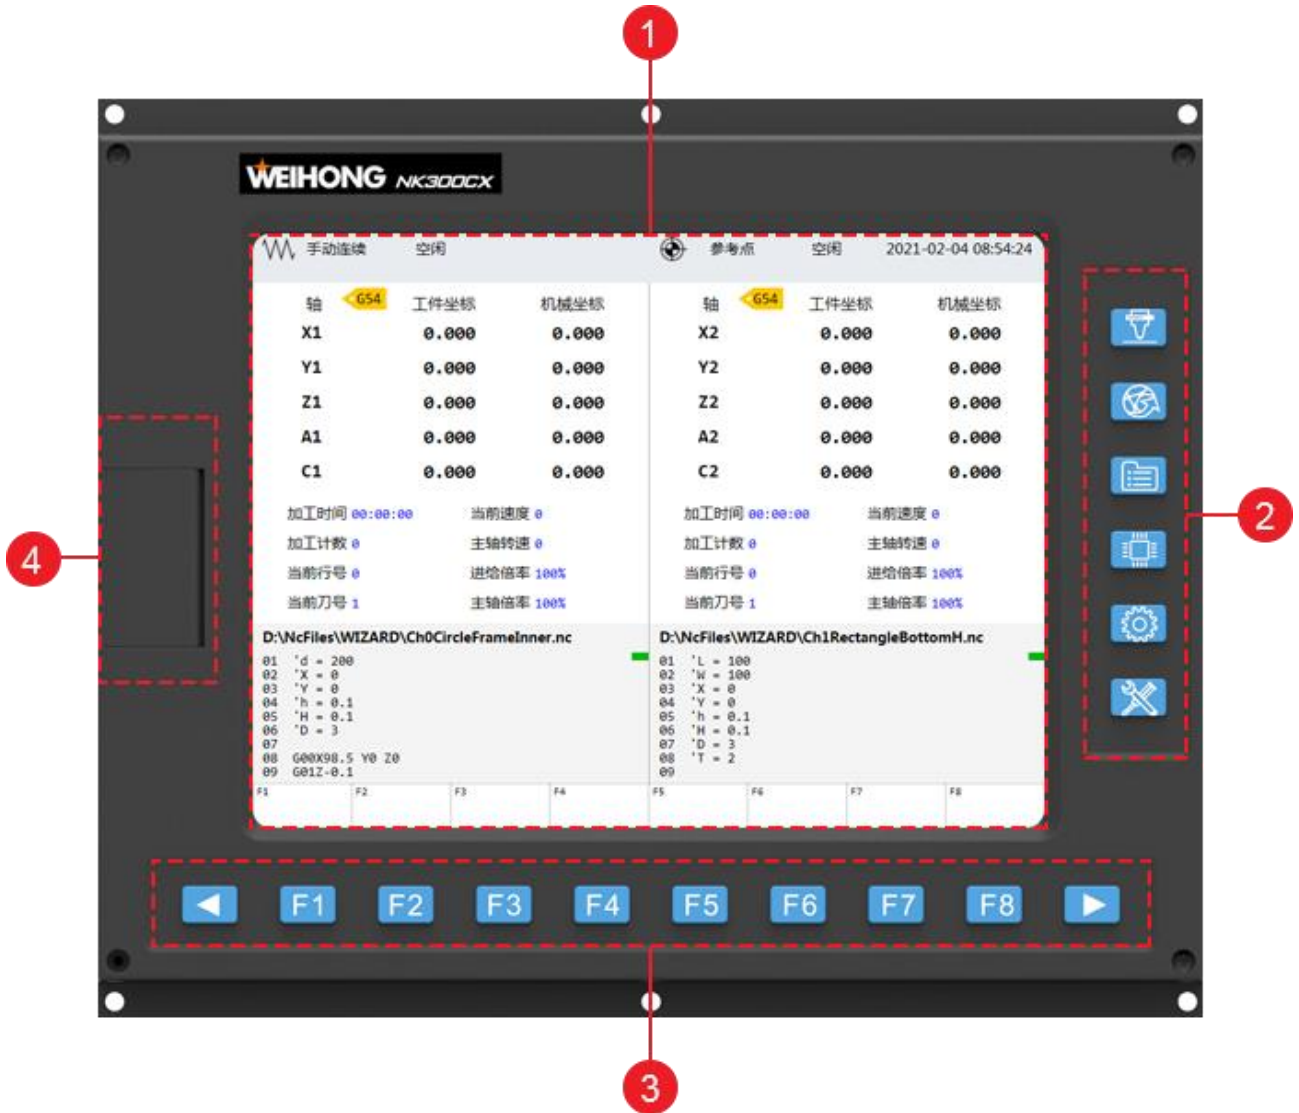 1
WEIHONG NK300CX
手动连续 空闲 参考点 空闲 2021-02-04 08:54:24
轴 G54 工件坐标 机械坐标 轴 G54 工件坐标 机械坐标
X1 0.000 0.000 X2 0.000 0.000
Y1 0.000 0.000 Y2 0.000 0.000
Z1 0.000 0.000 Z2 0.000 0.000
A1 0.000 0.000 A2 0.000 0.000
C1 0.000 0.000 C2 0.000 0.000
加工时间 00:00:00 当前速度 0 加工时间 00:00:00 当前速度 0
加工计数 0 主轴转速 0 加工计数 0 主轴转速 0
当前行号 0 进给倍率 100% 当前行号 0 进给倍率 100%
当前刀号 1 主轴倍率 100% 当前刀号 1 主轴倍率 100%
D:\NcFiles\WIZARD\Ch0CircleFrameInner.nc D:\NcFiles\WIZARD\Ch1RectangleBottomH.nc
01 'd = 200 01 'L = 100
02 'X = 0 02 'W = 100
03 'Y = 0 03 'X = 0
04 'h = 0.1 04 'Y = 0
05 'H = 0.1 05 'h = 0.1
06 'D = 3 06 'H = 0.1
07 07 'D = 3
08 G00X98.5 Y0 Z0 08 'T = 2
09 G01Z-0.1 09
F1 F2 F3 F4 F5 F6 F7 F8
F1 F2 F3 F4 F5 F6 F7 F8
2
4
3